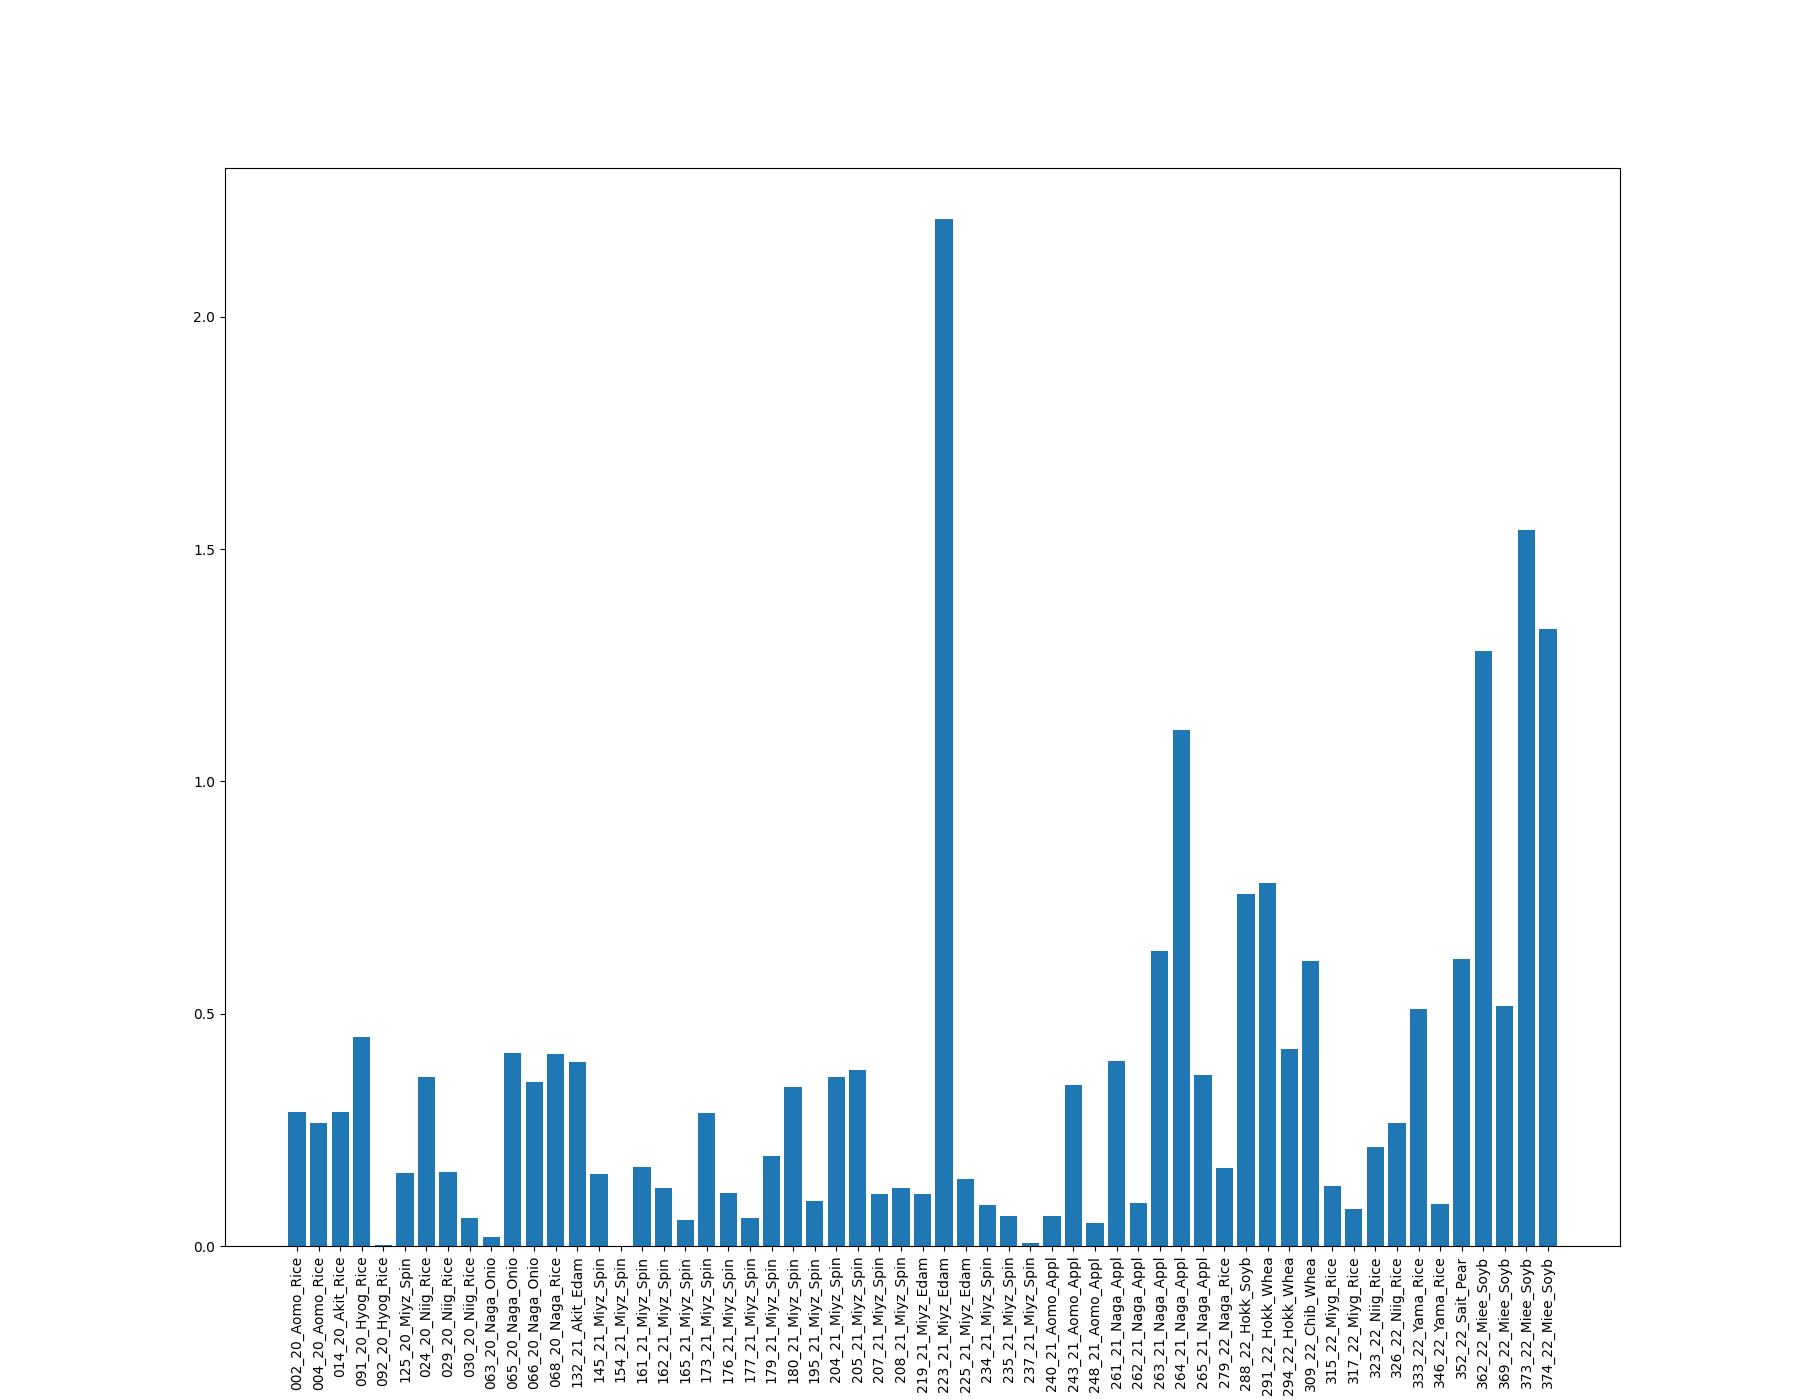 2.0
1.5
1.0
0.5
0.0
002_20_Aomo_Rice
004_20_Aomo_Rice
014_20_Akit_Rice
091_20_Hyog_Rice
092_20_Hyog_Rice
125_20_Miyz_Spin
024_20_Niig_Rice
029_20_Niig_Rice
030_20_Niig_Rice
063_20_Naga_Onio
065_20_Naga_Onio
066_20_Naga_Onio
068_20_Naga_Rice
132_21_Akit_Edam
145_21_Miyz_Spin
154_21_Miyz_Spin
161_21_Miyz_Spin
162_21_Miyz_Spin
165_21_Miyz_Spin
173_21_Miyz_Spin
176_21_Miyz_Spin
177_21_Miyz_Spin
179_21_Miyz_Spin
180_21_Miyz_Spin
195_21_Miyz_Spin
204_21_Miyz_Spin
205_21_Miyz_Spin
207_21_Miyz_Spin
208_21_Miyz_Spin
219_21_Miyz_Edam
223_21_Miyz_Edam
225_21_Miyz_Edam
234_21_Miyz_Spin
235_21_Miyz_Spin
237_21_Miyz_Spin
240_21_Aomo_Appl
243_21_Aomo_Appl
248_21_Aomo_Appl
261_21_Naga_Appl
262_21_Naga_Appl
263_21_Naga_Appl
264_21_Naga_Appl
265_21_Naga_Appl
279_22_Naga_Rice
288_22_Hokk_Soyb
291_22_Hokk_Whea
294_22_Hokk_Whea
309_22_Chib_Whea
315_22_Miyg_Rice
317_22_Miyg_Rice
323_22_Niig_Rice
326_22_Niig_Rice
333_22_Yama_Rice
346_22_Yama_Rice
352_22_Sait_Pear
362_22_Miee_Soyb
369_22_Miee_Soyb
373_22_Miee_Soyb
374_22_Miee_Soyb